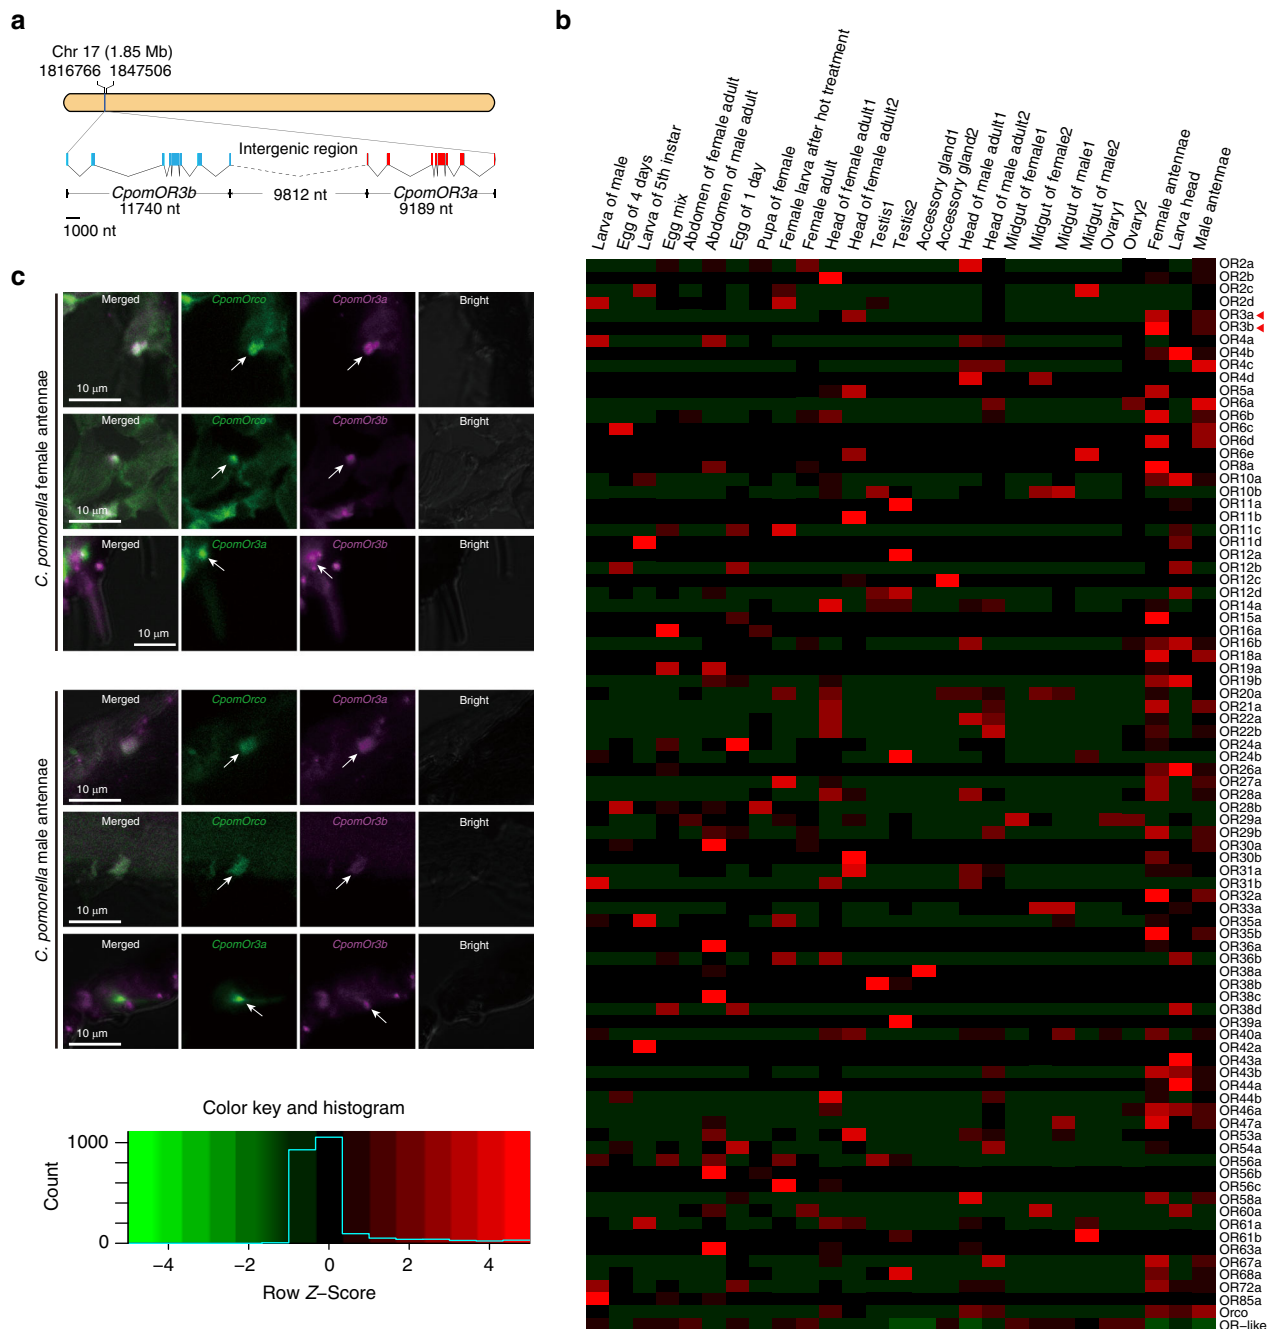 a
Chr 17 (1.85 Mb)
1816766 1847506
Intergenic region
CpomOR3b
9812 nt
CpomOR3a
11740 nt
9189 nt
1000 nt
c
C. pomonella female antennae
Merged
CpomOrco
CpomOr3a
Bright
10 μm
Merged
CpomOrco
CpomOr3b
Bright
10 μm
Merged
CpomOr3a
CpomOr3b
Bright
10 μm
C. pomonella male antennae
Merged
CpomOrco
CpomOr3a
Bright
10 μm
Merged
CpomOrco
CpomOr3b
Bright
10 μm
Merged
CpomOr3a
CpomOr3b
Bright
10 μm
Color key and histogram
Count
1000
0
−4
−2
0
2
4
Row Z−Score
b
Larva of male
Egg of 4 days
Larva of 5th instar
Egg mix
Abdomen of female adult
Abdomen of male adult
Egg of 1 day
Pupa of female
Female larva after hot treatment
Female adult
Head of female adult1
Head of female adult2
Testis1
Testis2
Accessory gland1
Accessory gland2
Head of male adult1
Head of male adult2
Midgut of female1
Midgut of female2
Midgut of male1
Midgut of male2
Ovary1
Ovary2
Female antennae
Larva head
Male antennae
OR2a
OR2b
OR2c
OR2d
OR3a
OR3b
OR4a
OR4b
OR4c
OR4d
OR5a
OR6a
OR6b
OR6c
OR6d
OR6e
OR8a
OR10a
OR10b
OR11a
OR11b
OR11c
OR11d
OR12a
OR12b
OR12c
OR12d
OR14a
OR15a
OR16a
OR16b
OR18a
OR19a
OR19b
OR20a
OR21a
OR22a
OR22b
OR24a
OR24b
OR26a
OR27a
OR28a
OR28b
OR29a
OR29b
OR30a
OR30b
OR31a
OR31b
OR32a
OR33a
OR35a
OR35b
OR36a
OR36b
OR38a
OR38b
OR38c
OR38d
OR39a
OR40a
OR42a
OR43a
OR43b
OR44a
OR44b
OR46a
OR47a
OR53a
OR54a
OR56a
OR56b
OR56c
OR58a
OR60a
OR61a
OR61b
OR63a
OR67a
OR68a
OR72a
OR85a
Orco
OR−like